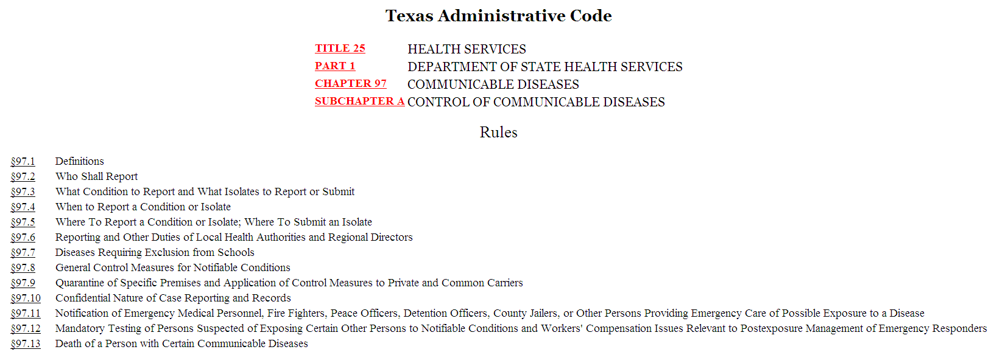 Texas Administrative Code
TITLE 25 HEALTH SERVICES
PART 1 DEPARTMENT OF STATE HEALTH SERVICES
CHAPTER 97 COMMUNICABLE DISEASES
SUBCHAPTER A CONTROL OF COMMUNICABLE DISEASES
Rules
§97.1 Definitions
§97.2 Who Shall Report
§97.3 What Condition to Report and What Isolates to Report or Submit
§97.4 When to Report a Condition or Isolate
§97.5 Where To Report a Condition or Isolate; Where To Submit an Isolate
§97.6 Reporting and Other Duties of Local Health Authorities and Regional Directors
§97.7 Diseases Requiring Exclusion from Schools
§97.8 General Control Measures for Notifiable Conditions
§97.9 Quarantine of Specific Premises and Application of Control Measures to Private and Common Carriers
§97.10 Confidential Nature of Case Reporting and Records
§97.11 Notification of Emergency Medical Personnel, Fire Fighters, Peace Officers, Detention Officers, County Jailers, or Other Persons Providing Emergency Care of Possible Exposure to a Disease
§97.12 Mandatory Testing of Persons Suspected of Exposing Certain Other Persons to Notifiable Conditions and Workers' Compensation Issues Relevant to Postexposure Management of Emergency Responders
§97.13 Death of a Person with Certain Communicable Diseases